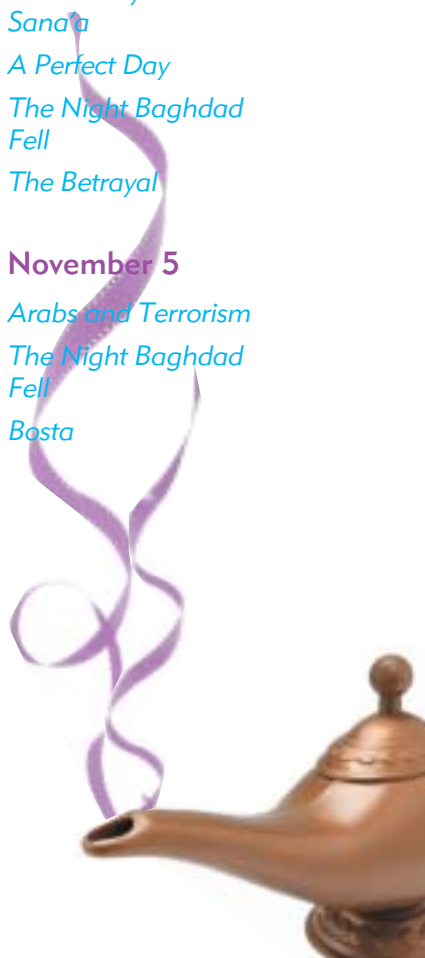 Sana'a
A Perfect Day
The Night Baghdad
Fell
The Betrayal
November 5
Arabs and Terrorism
The Night Baghdad
Fell
Bosta